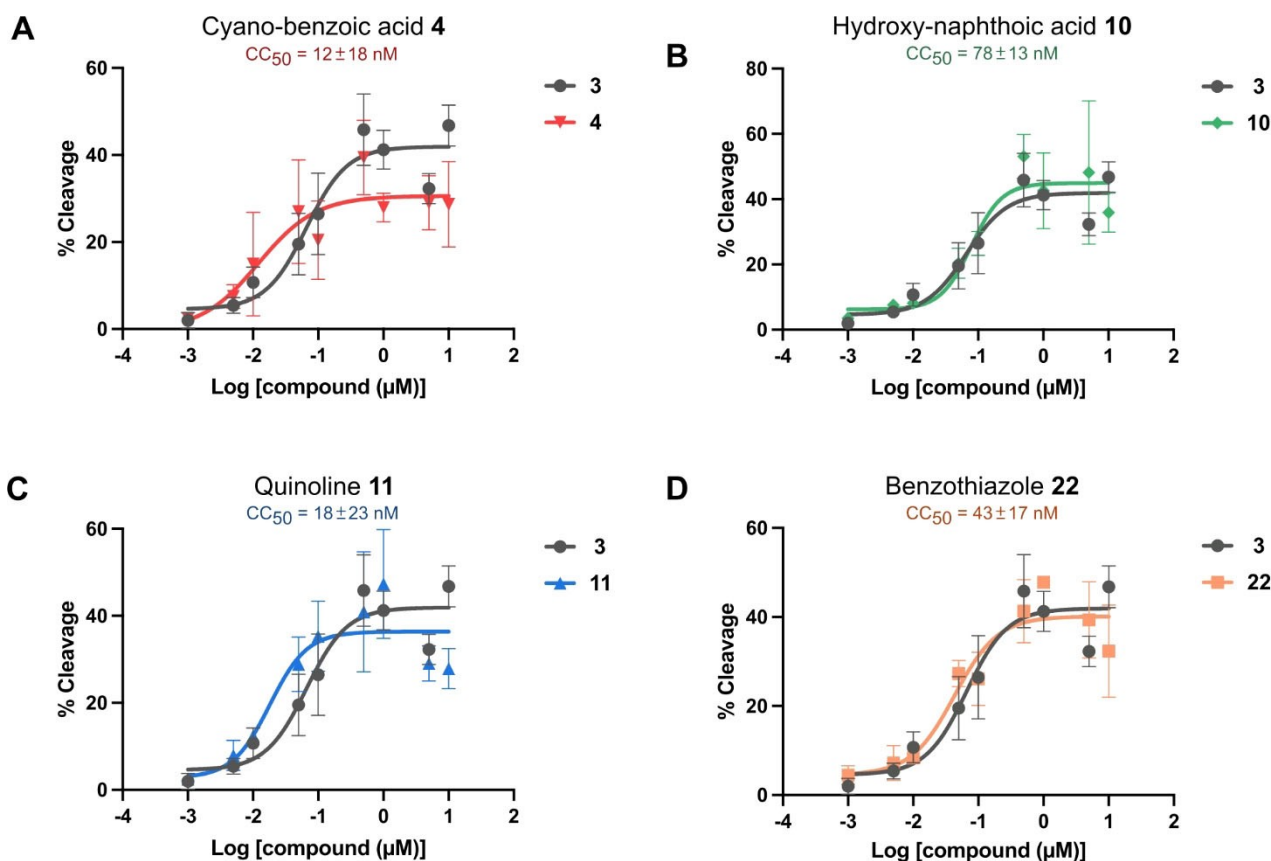 A
Cyano-benzoic acid 4
CC50 = 12±18 nM
60
40
20
0
% Cleavage
-4 -3 -2 -1 0 1 2
Log [compound (µM)]
3
4
B
Hydroxy-naphthoic acid 10
CC50 = 78±13 nM
80
60
40
20
0
% Cleavage
-4 -3 -2 -1 0 1 2
Log [compound (µM)]
3
10
C
Quinoline 11
CC50 = 18±23 nM
60
40
20
0
% Cleavage
-4 -3 -2 -1 0 1 2
Log [compound (µM)]
3
11
D
Benzothiazole 22
CC50 = 43±17 nM
60
40
20
0
% Cleavage
-4 -3 -2 -1 0 1 2
Log [compound (µM)]
3
22